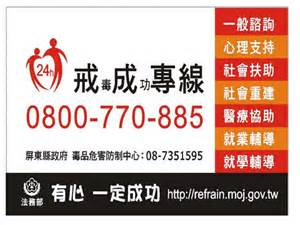 24h
戒毒成功專線
0800-770-885
屏東縣政府 毒品危害防制中心:08-7351595
一般諮詢
心理支持
社會扶助
社會重建
醫療協助
就業輔導
就學輔導
法務部
有心 一定成功 http://refrain.moj.gov.tw